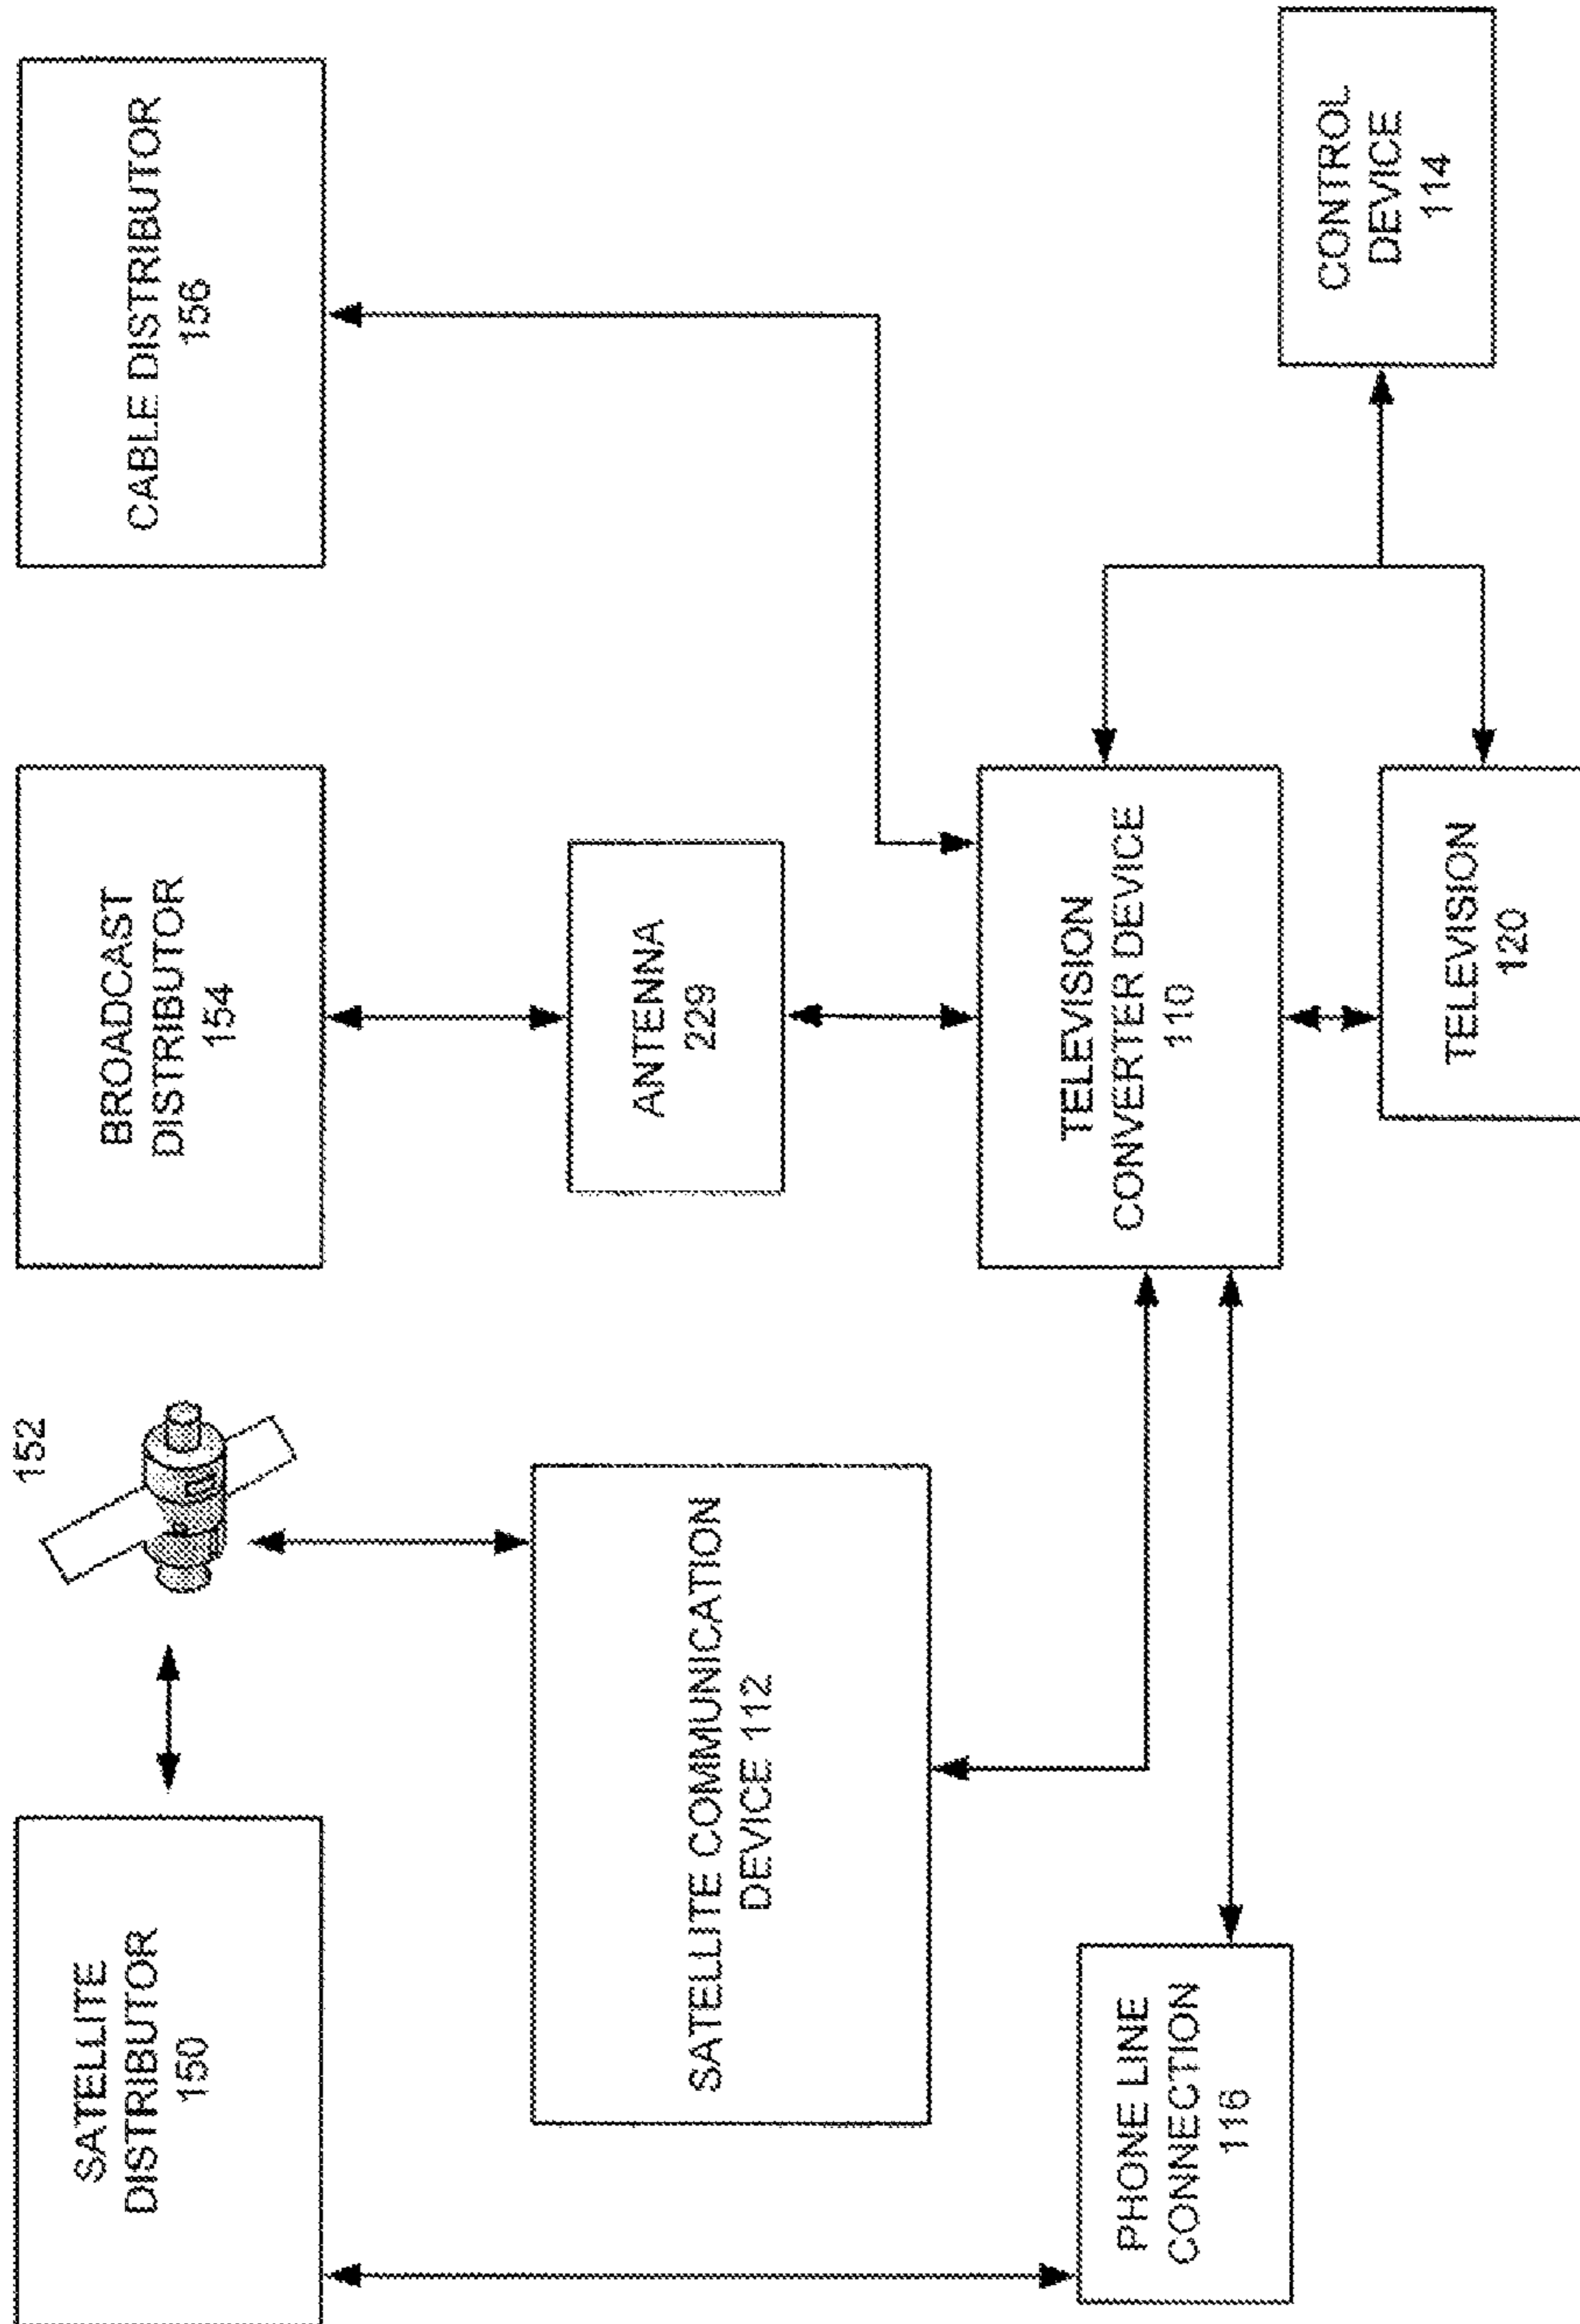 SATELLITE
DISTRIBUTOR
150
152
BROADCAST
DISTRIBUTOR
154
CABLE DISTRIBUTOR
156
SATELLITE COMMUNICATION
DEVICE 112
ANTENNA
229
PHONE LINE
CONNECTION
116
TELEVISION
CONVERTER DEVICE
110
CONTROL
DEVICE
114
TELEVISION
120